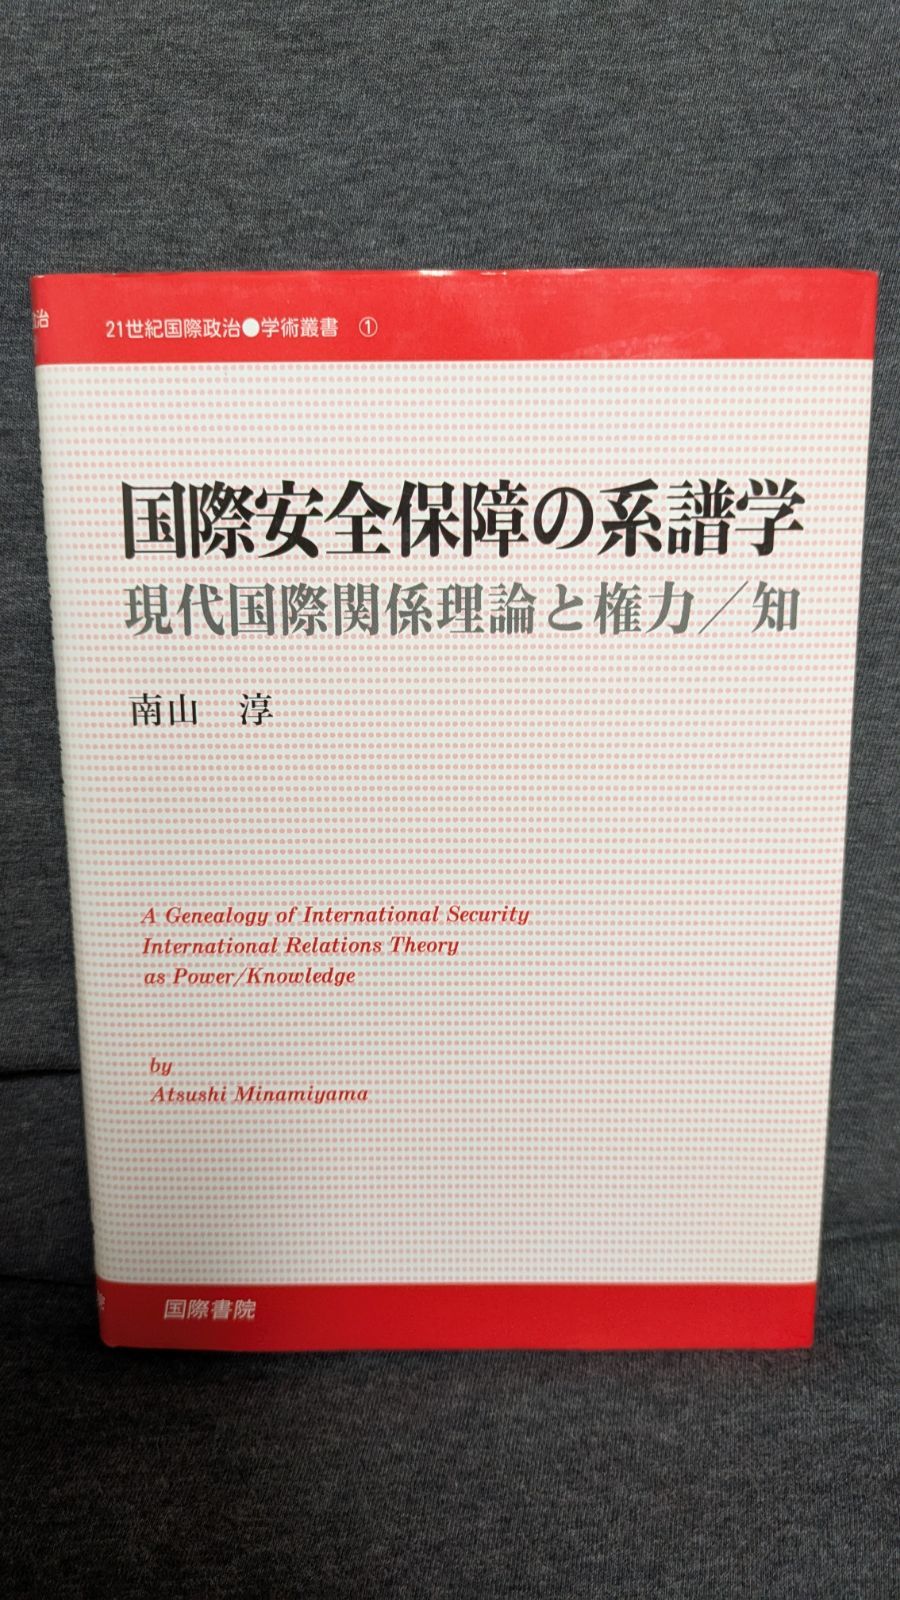 治
21世紀国際政治●学術叢書 ①
国際安全保障の系譜学
現代国際関係理論と権力／知
南山 淳
A Genealogy of International Security
International Relations Theory
as Power/Knowledge
by
Atsushi Minamiyama
国際書院